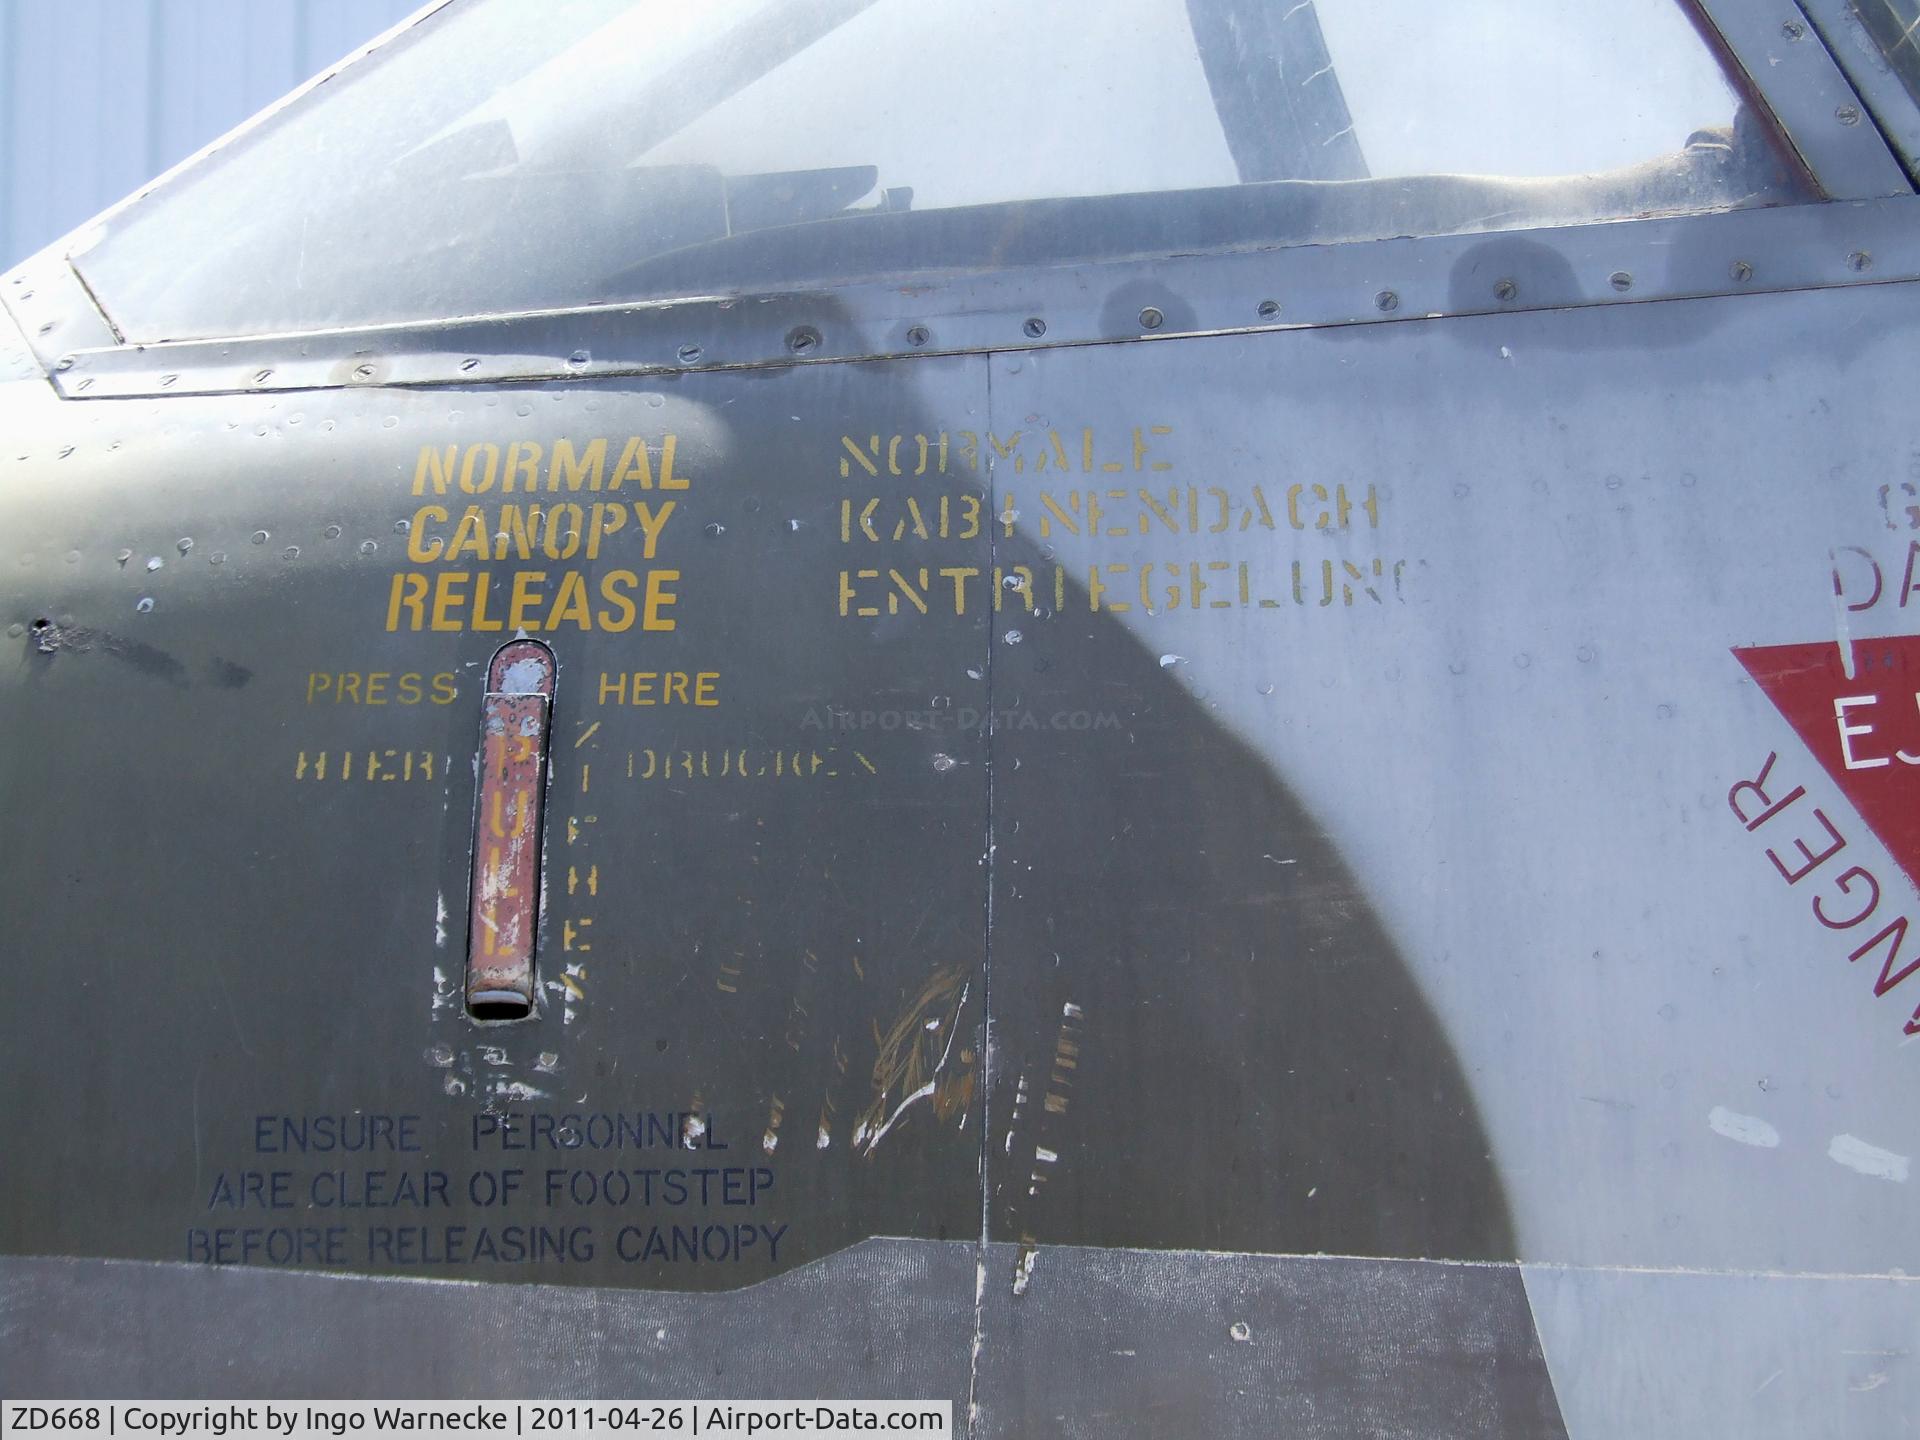 NORMAL
CANOPY
RELEASE
NORMALE
KABINENDACH
ENTRIEGELUNG
PRESS HERE
HIER DRUCKEN
PULL
ZIEHEN
ENSURE PERSONNEL
ARE CLEAR OF FOOTSTEP
BEFORE RELEASING CANOPY
DA
EJ
NGER
AIRPORT-DATA.COM
ZD668 | Copyright by Ingo Warnecke | 2011-04-26 | Airport-Data.com